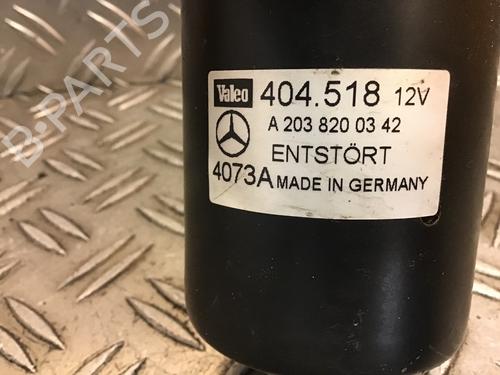 B-PARTS
Valeo 404.518 12V
A 203 820 03 42
ENTSTÖRT
4073A MADE IN GERMANY